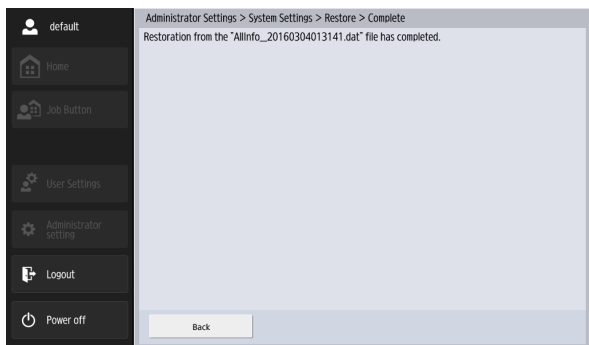 default
Home
Job Button
User Settings
Administrator
setting
Logout
Power off
Administrator Settings > System Settings > Restore > Complete
Restoration from the "AllInfo_20160304013141.dat" file has completed.
Back